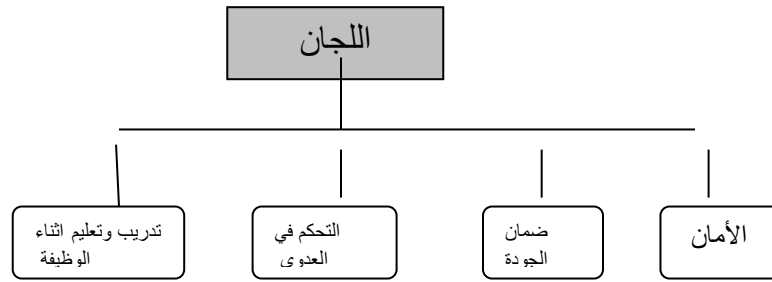 اللجان
الأمان
ضمان
الجودة
التحكم في
العدوى
تدريب وتعليم اثناء
الوظيفة